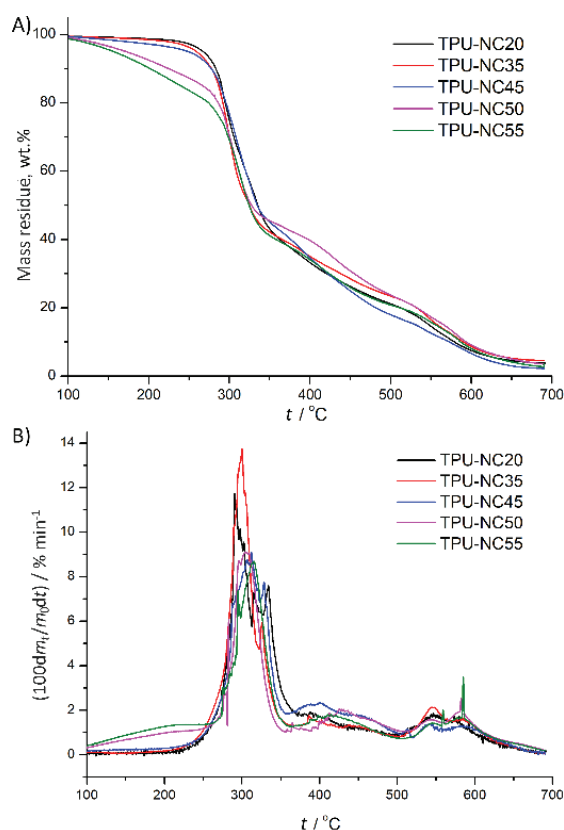 A)
TPU-NC20
TPU-NC35
TPU-NC45
TPU-NC50
TPU-NC55
Mass residue, wt.%
100
80
60
40
20
0
100 200 300 400 500 600 700
t / °C
B)
TPU-NC20
TPU-NC35
TPU-NC45
TPU-NC50
TPU-NC55
(100dmₜ/m₀dt) / % min⁻¹
14
12
10
8
6
4
2
0
100 200 300 400 500 600 700
t / °C